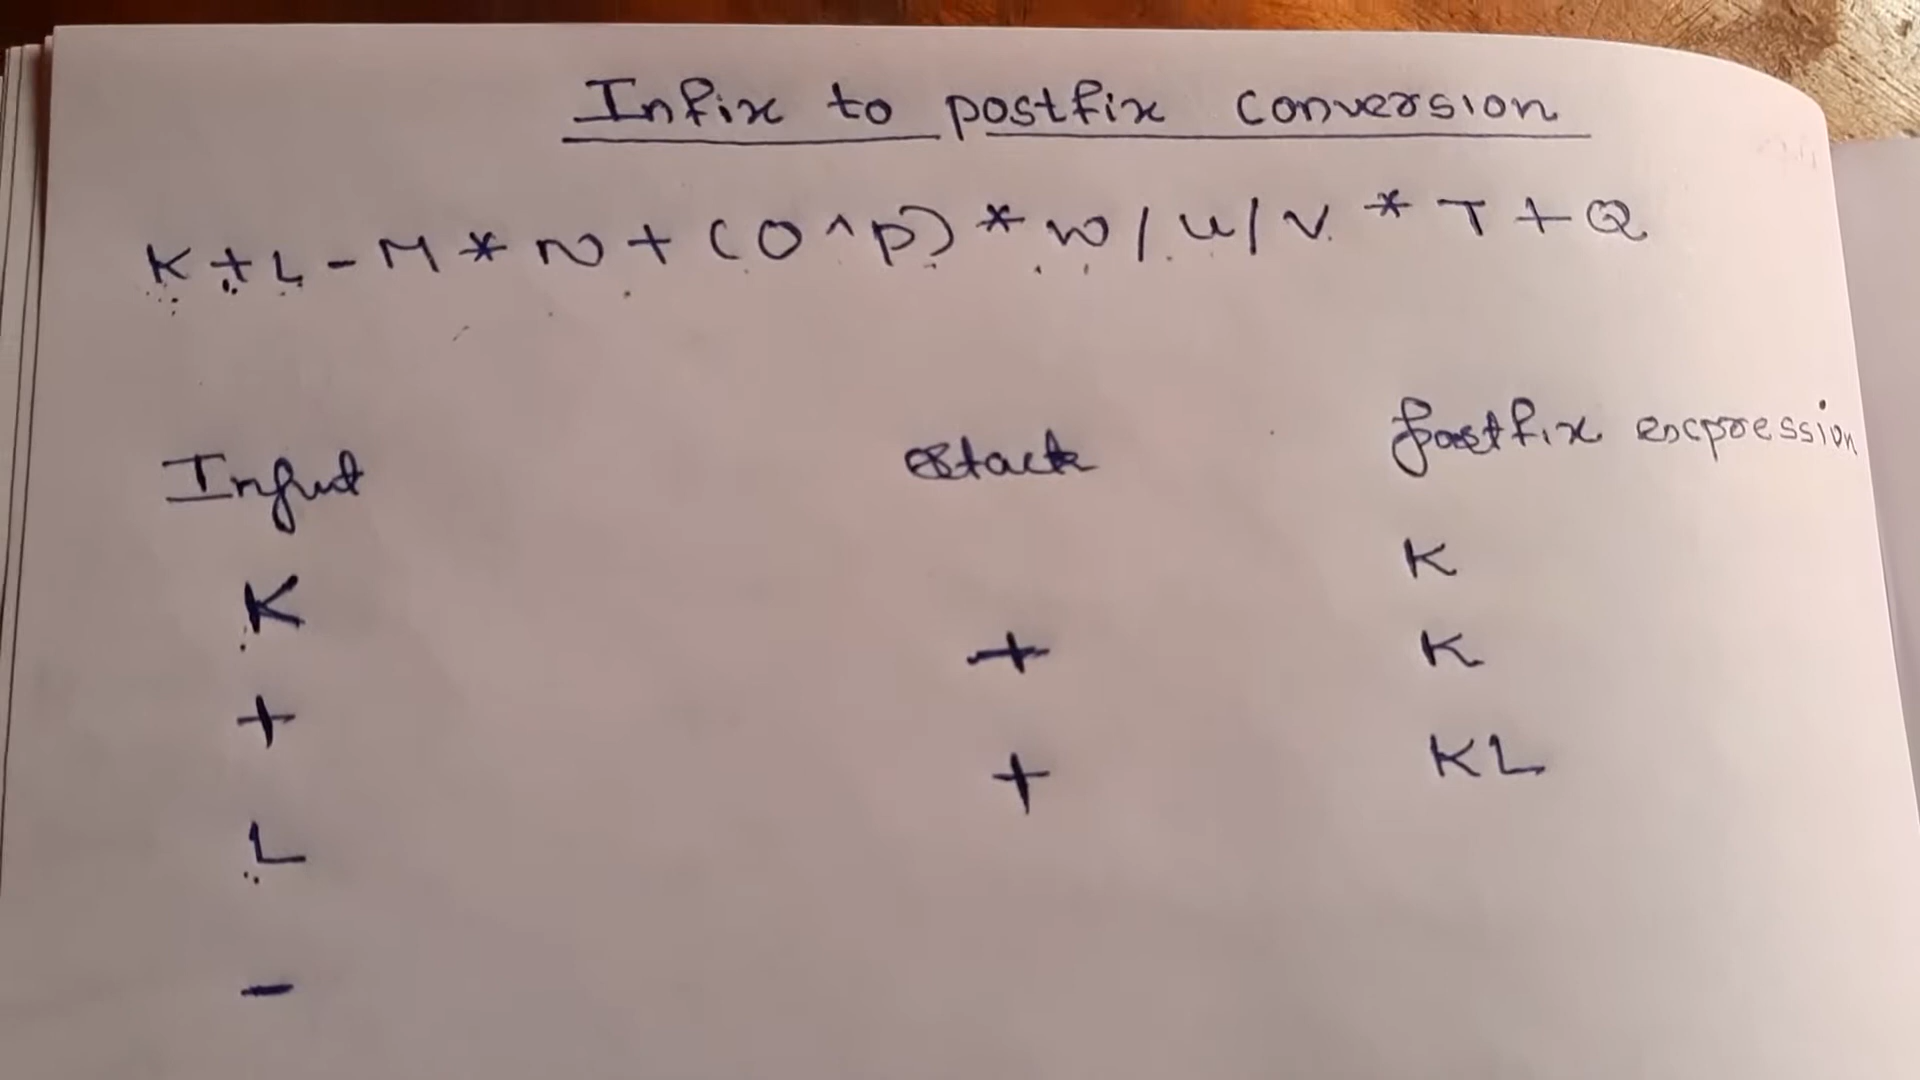 Infix to postfix conversion
K + L - M * N + (O ^ P) * W / U / V * T + Q
Input Stack Postfix expression
K K
+ + K
L + KL
-